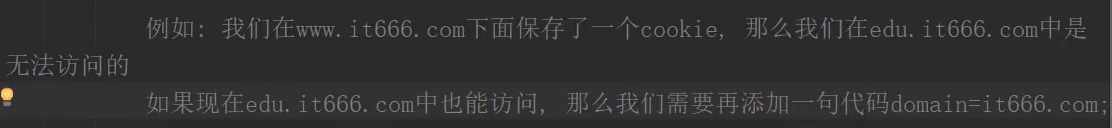 例如: 我们在www.it666.com下面保存了一个cookie, 那么我们在edu.it666.com中是
无法访问的
如果现在edu.it666.com中也能访问, 那么我们需要再添加一句代码domain=it666.com;